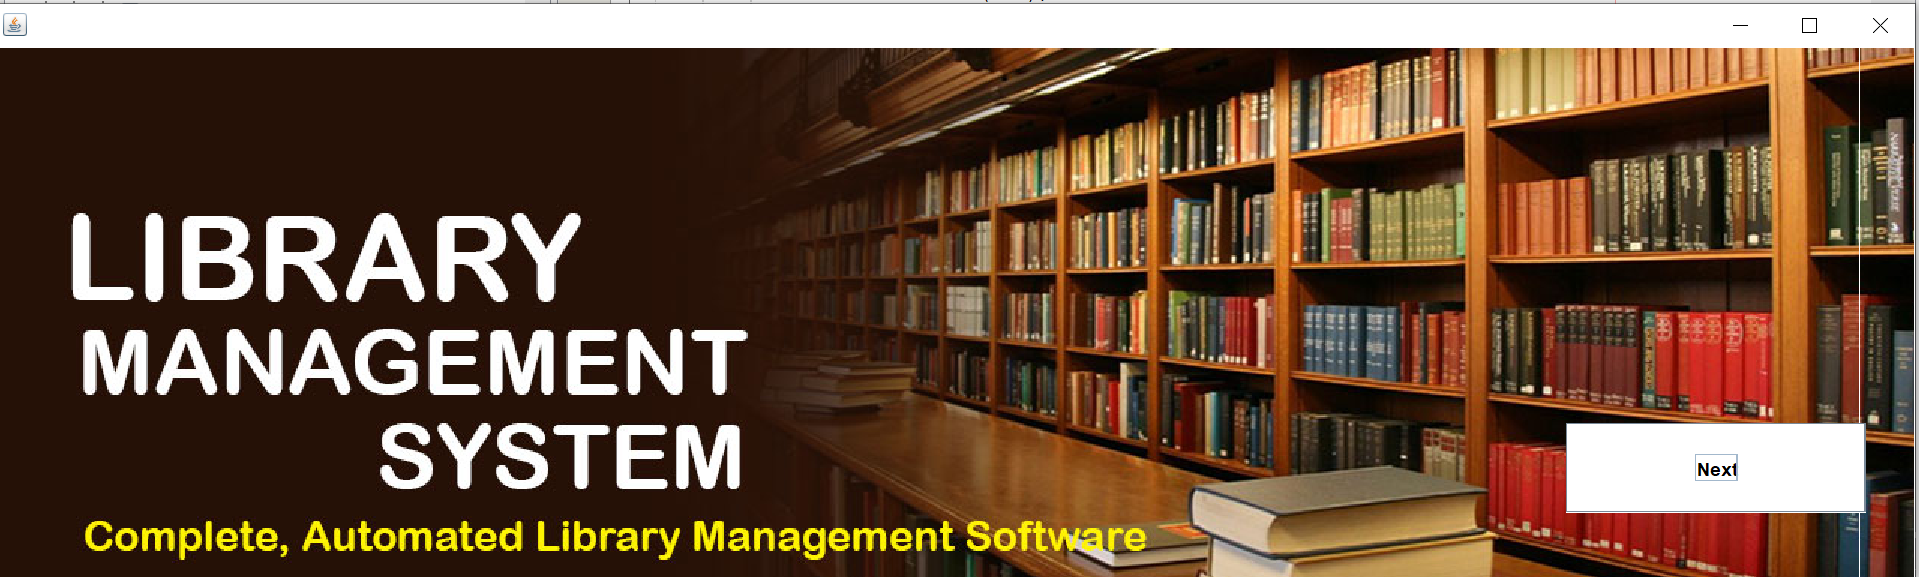 LIBRARY
MANAGEMENT
SYSTEM
Next
Complete, Automated Library Management Software